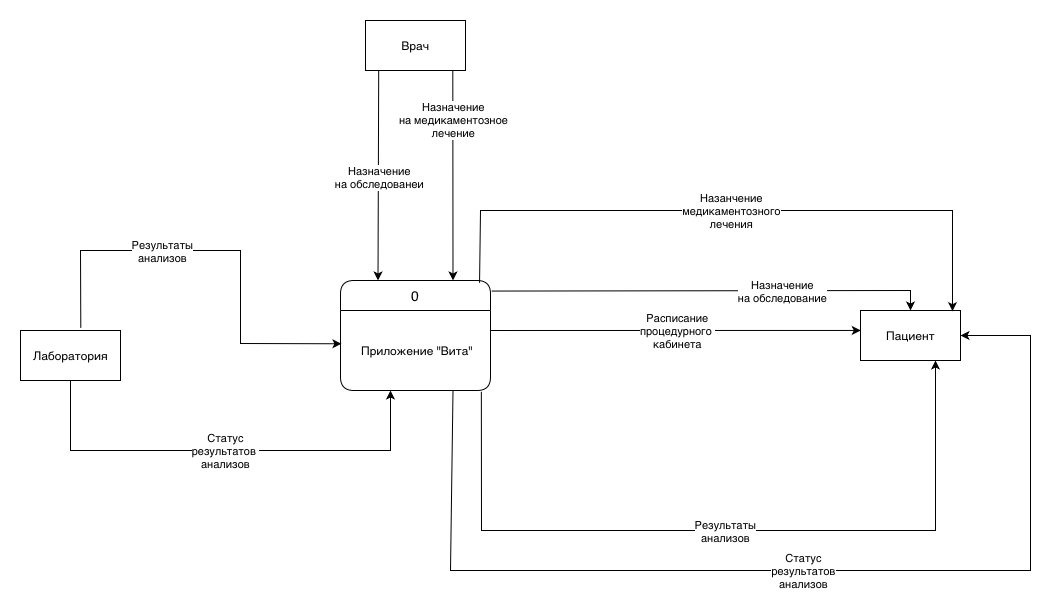 Врач
Назначение
на медикаментозное
лечение
Назначение
на обследованеи
Назанчение
медикаментозного
лечения
Результаты
анализов
0
Назначение
на обследование
Расписание
процедурного
кабинета
Пациент
Лаборатория
Приложение "Вита"
Статус
результатов
анализов
Результаты
анализов
Статус
результатов
анализов